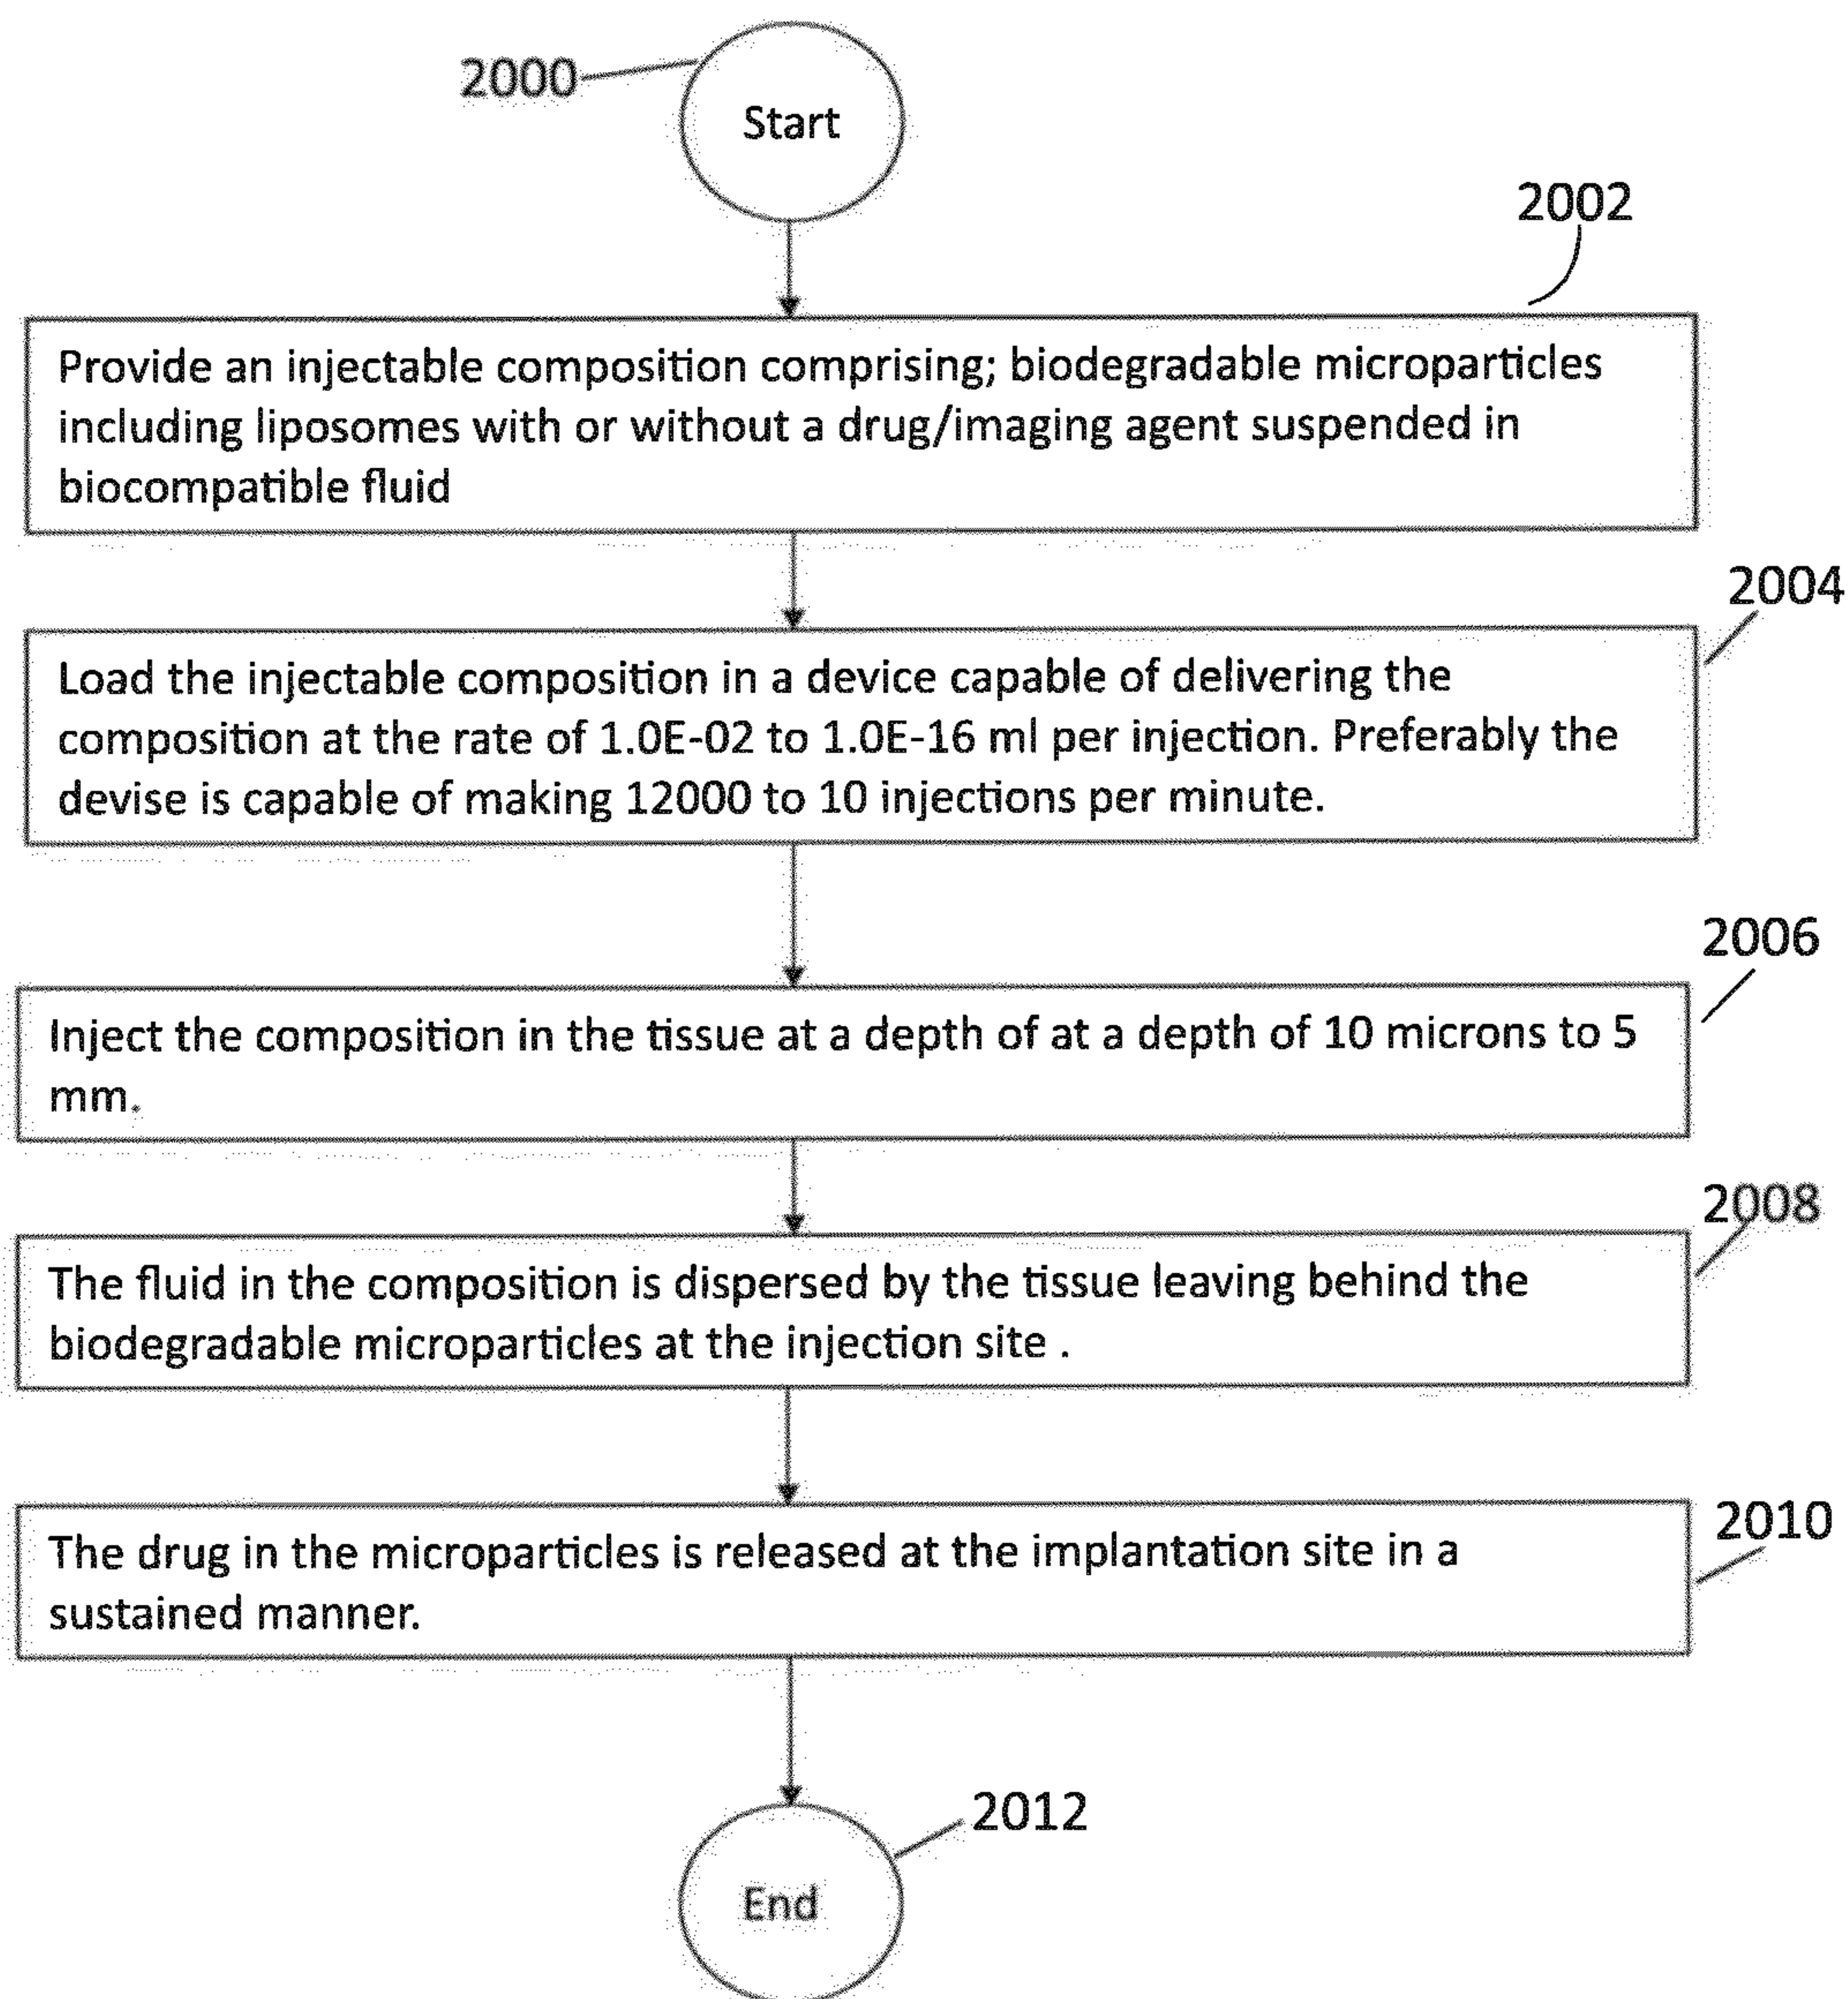 2000
Start
2002
Provide an injectable composition comprising; biodegradable microparticles
including liposomes with or without a drug/imaging agent suspended in
biocompatible fluid
2004
Load the injectable composition in a device capable of delivering the
composition at the rate of 1.0E-02 to 1.0E-16 ml per injection. Preferably the
devise is capable of making 12000 to 10 injections per minute.
2006
Inject the composition in the tissue at a depth of at a depth of 10 microns to 5
mm.
2008
The fluid in the composition is dispersed by the tissue leaving behind the
biodegradable microparticles at the injection site .
2010
The drug in the microparticles is released at the implantation site in a
sustained manner.
2012
End